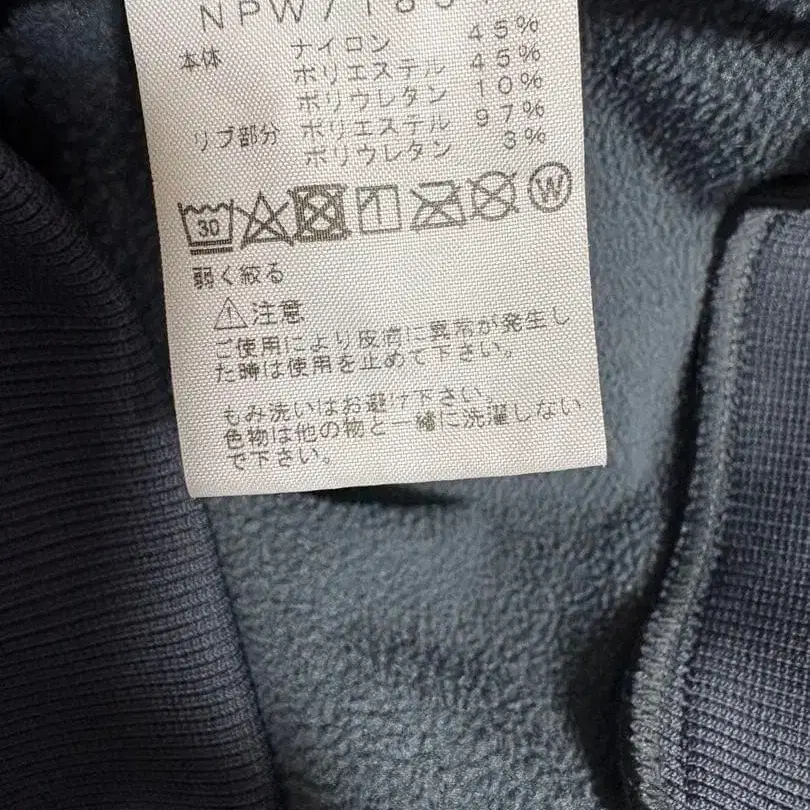 NPW7185
本体 ナイロン 45%
ポリエステル 45%
ポリウレタン 10%
リブ部分 ポリエステル 97%
ポリウレタン 3%
30 W
弱く絞る
注意
ご使用により皮膚に異常が発生し
た時は使用を止めて下さい。
もみ洗いはお避け下さい。
色物は他の物と一緒に洗濯しない
で下さい。